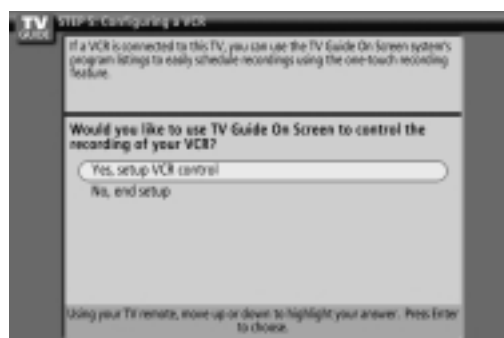 TV
GUIDE
STEP 5: Configuring a VCR
If a VCR is connected to this TV, you can use the TV Guide On Screen system's
program listings to easily schedule recordings using the one-touch recording
feature.
Would you like to use TV Guide On Screen to control the
recording of your VCR?
Yes, setup VCR control
No, end setup
Using your TV remote, move up or down to highlight your answer. Press Enter
to choose.